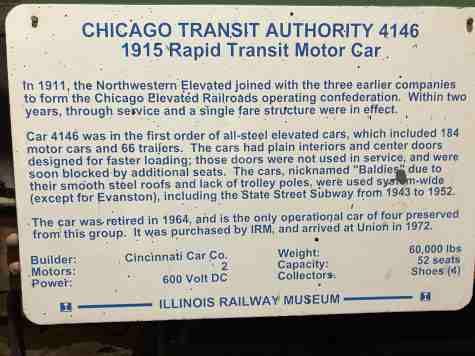 CHICAGO TRANSIT AUTHORITY 4146
1915 Rapid Transit Motor Car
In 1911, the Northwestern Elevated joined with the three earlier companies
to form the Chicago Elevated Railroads operating confederation. Within two
years, through service and a single fare structure were in effect.
Car 4146 was in the first order of all-steel elevated cars, which included 184
motor cars and 66 trailers. The cars had plain interiors and center doors
designed for faster loading; those doors were not used in service, and were
soon blocked by additional seats. The cars, nicknamed "Baldies" due to
their smooth steel roofs and lack of trolley poles, were used system-wide
(except for Evanston), including the State Street Subway from 1943 to 1952.
The car was retired in 1964, and is the only operational car of four preserved
from this group. It was purchased by IRM, and arrived at Union in 1972.
Builder: Cincinnati Car Co. Weight: 60,000 lbs
Motors: 2 Capacity: 52 seats
Power: 600 Volt DC Collectors: Shoes (4)
ILLINOIS RAILWAY MUSEUM